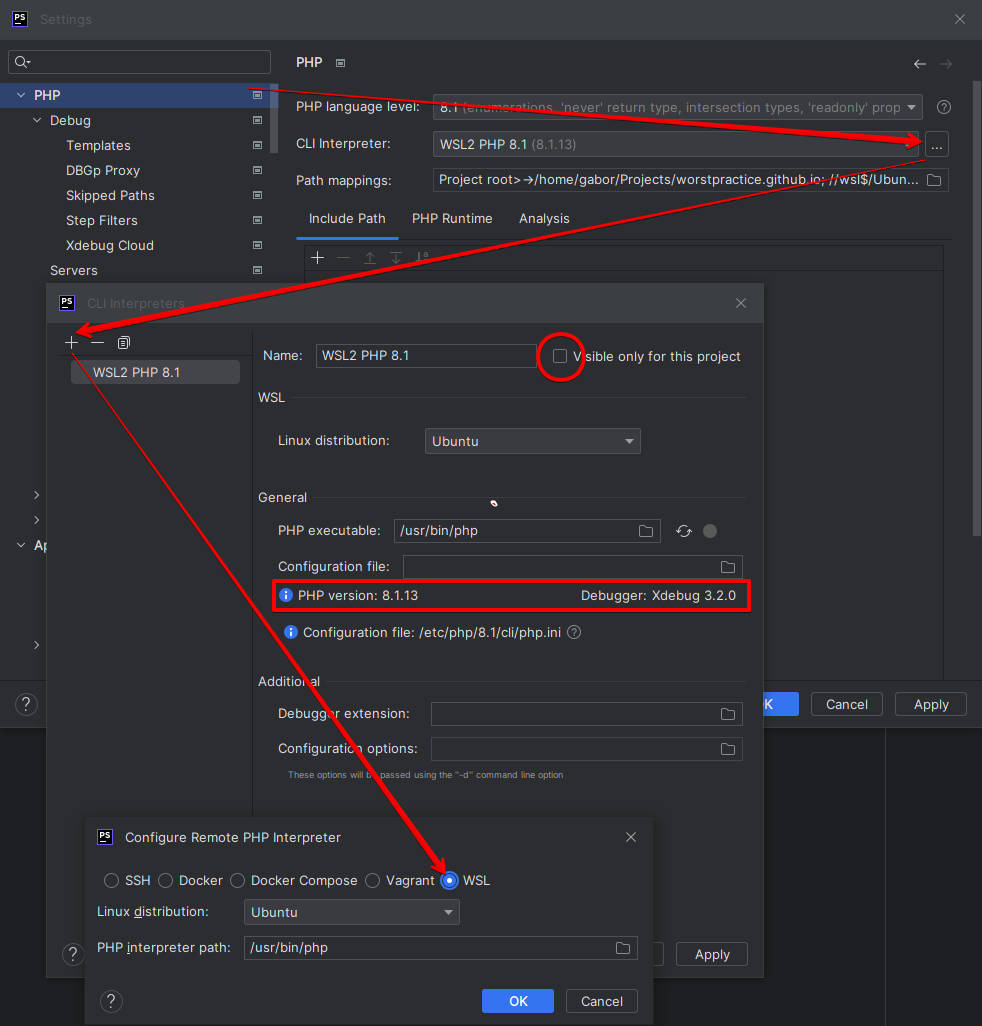 PS Settings
PHP
PHP
PHP language level: 8.1 (enumerations, 'never' return type, intersection types, 'readonly' prop
Debug
Templates
CLI Interpreter: WSL2 PHP 8.1 (8.1.13) ...
DBGp Proxy
Path mappings: Project root>→/home/gabor/Projects/worstpractice.github.io; //wsl$/Ubun...
Skipped Paths
Step Filters
Include Path PHP Runtime Analysis
Xdebug Cloud
Servers
PS CLI Interpreters
WSL2 PHP 8.1
Name: WSL2 PHP 8.1 Visible only for this project
WSL
Linux distribution: Ubuntu
General
PHP executable: /usr/bin/php
Ap
Configuration file:
PHP version: 8.1.13 Debugger: Xdebug 3.2.0
Configuration file: /etc/php/8.1/cli/php.ini ?
Additional
? K Cancel Apply
Debugger extension:
Configuration options:
These options will be passed using the "-d" command line option
PS Configure Remote PHP Interpreter
SSH Docker Docker Compose Vagrant WSL
Linux distribution: Ubuntu
PHP interpreter path: /usr/bin/php
? Apply
? OK Cancel